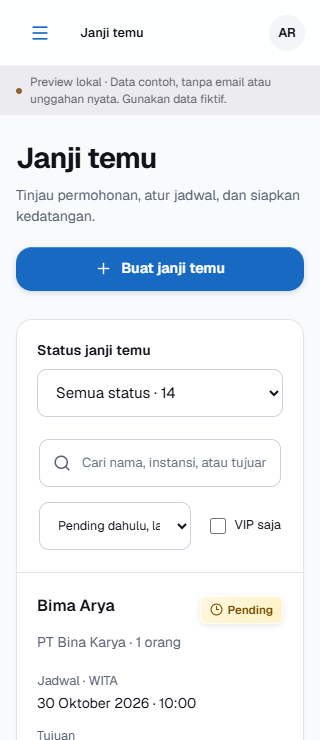 Janji temu
AR
Preview lokal · Data contoh, tanpa email atau
unggahan nyata. Gunakan data fiktif.
Janji temu
Tinjau permohonan, atur jadwal, dan siapkan
kedatangan.
Buat janji temu
Status janji temu
Semua status · 14
Cari nama, instansi, atau tujuar
Pending dahulu, la
VIP saja
Bima Arya
Pending
PT Bina Karya · 1 orang
Jadwal · WITA
30 Oktober 2026 · 10:00
Tujuan